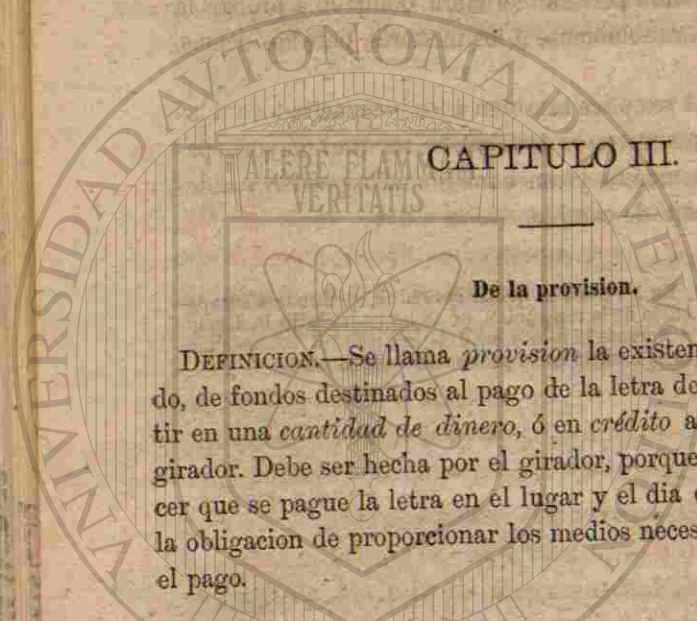 UNIVERSIDAD AVTONOMA D NVEVO
ALERE FLAMMAM
VERITATIS
CAPITULO III.
De la provision.
DEFINICION.—Se llama provision la existen
do, de fondos destinados al pago de la letra de
tir en una cantidad de dinero, ó en crédito a
girador. Debe ser hecha por el girador, porque
cer que se pague la letra en el lugar y el dia
la obligacion de proporcionar los medios neces
el pago.